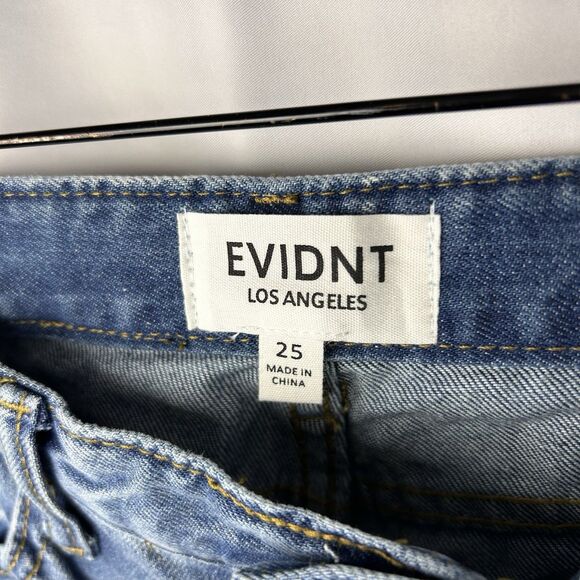 EVIDNT
LOS ANGELES
25
MADE IN
CHINA